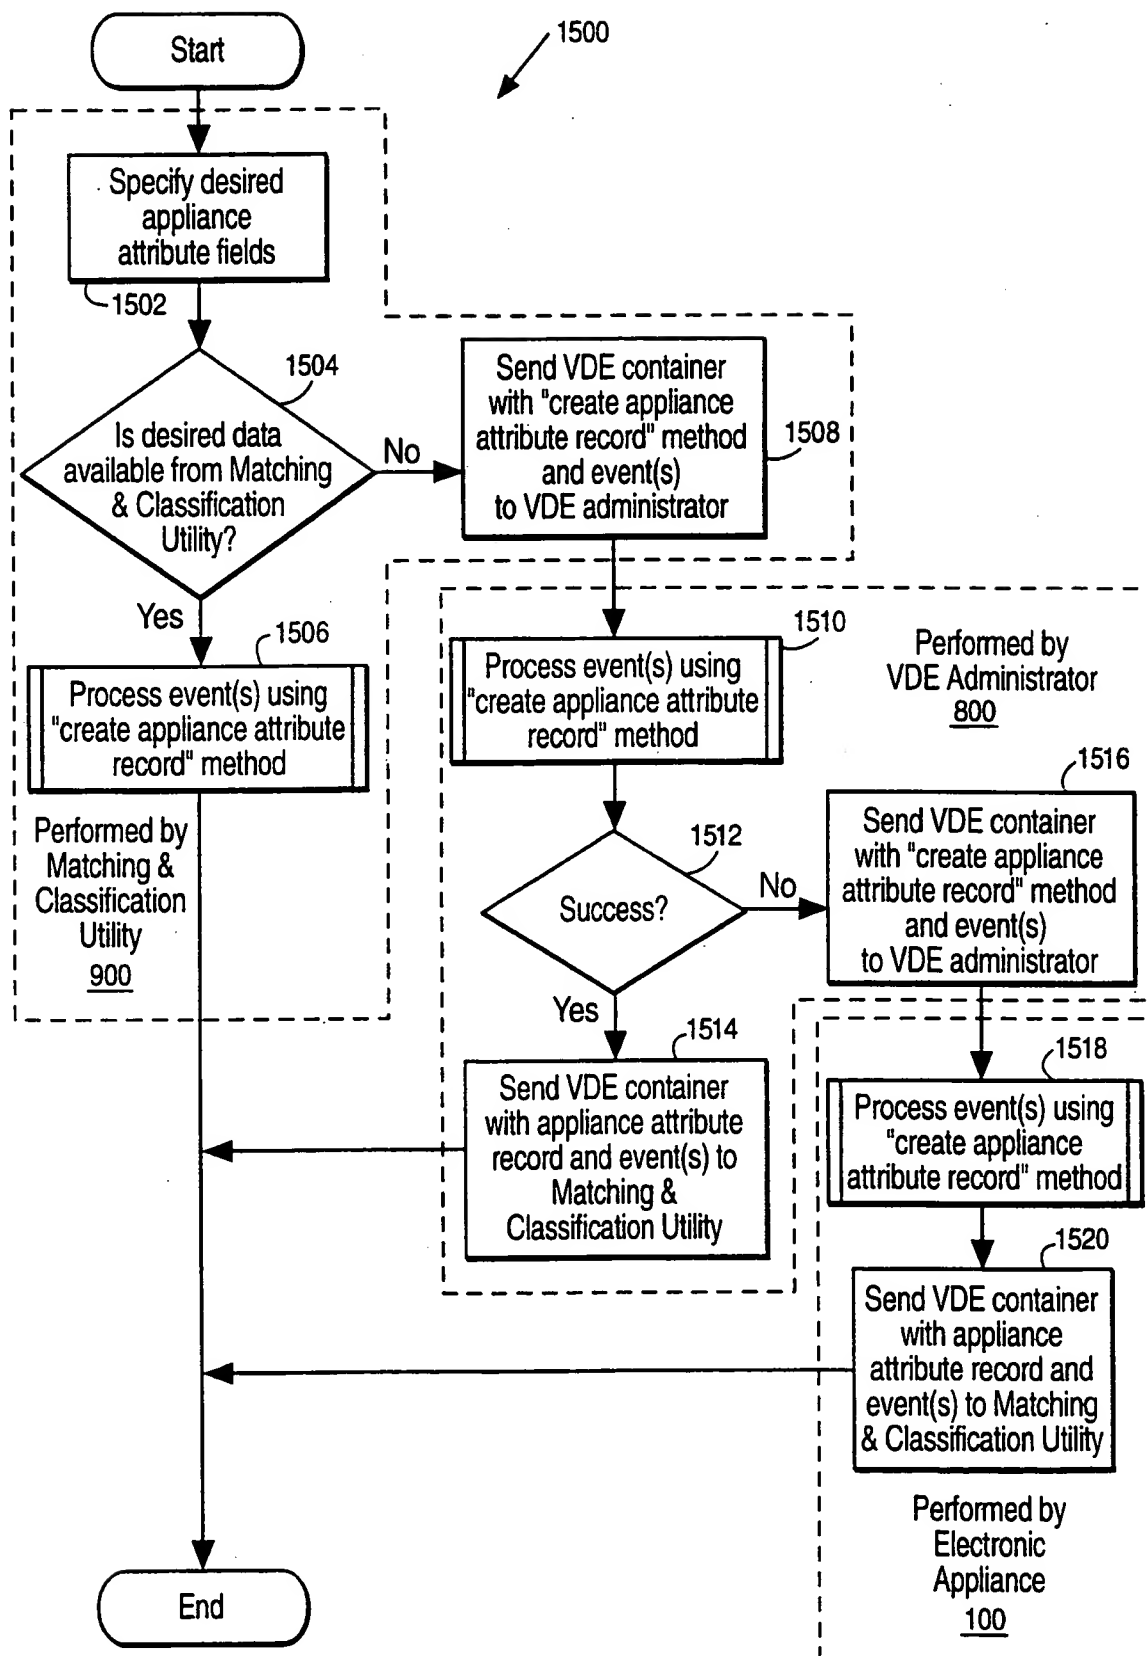 Start
1500
Specify desired
appliance
attribute fields
1502
1504
Is desired data
available from Matching
& Classification
Utility?
No
Send VDE container
with "create appliance
attribute record" method
and event(s)
to VDE administrator
1508
Yes
1506
Process event(s) using
"create appliance attribute
record" method
Performed by
Matching &
Classification
Utility
900
1510
Process event(s) using
"create appliance attribute
record" method
Performed by
VDE Administrator
800
1512
Success?
No
1516
Send VDE container
with "create appliance
attribute record" method
and event(s)
to VDE administrator
Yes
1514
Send VDE container
with appliance attribute
record and event(s) to
Matching &
Classification Utility
1518
Process event(s) using
"create appliance
attribute record" method
1520
Send VDE container
with appliance
attribute record and
event(s) to Matching
& Classification Utility
Performed by
Electronic
Appliance
100
End